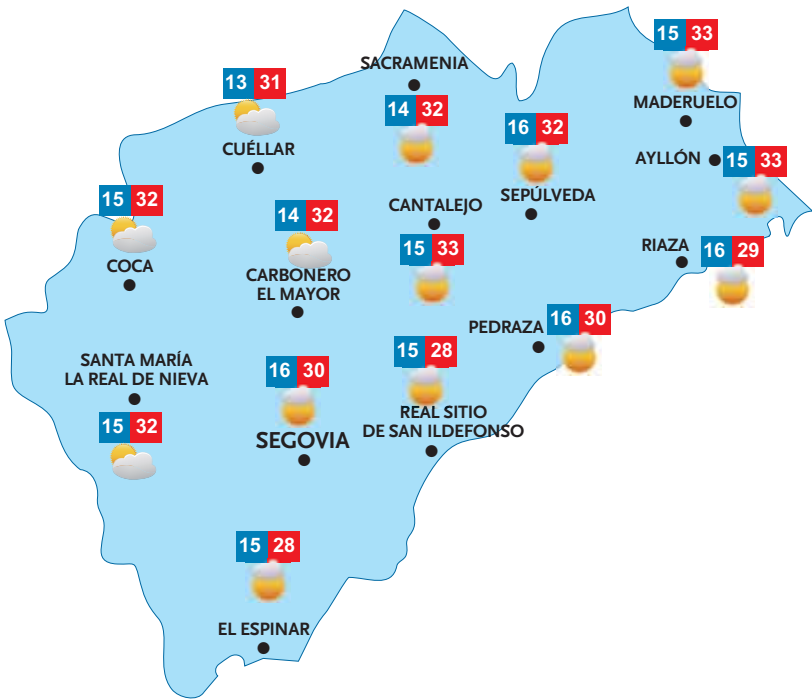 15 33
MADERUELO
SACRAMENIA
14 32
13 31
CUÉLLAR
16 32
SEPÚLVEDA
AYLLÓN
15 33
15 32
COCA
14 32
CARBONERO
EL MAYOR
CANTALEJO
15 33
RIAZA
16 29
PEDRAZA
16 30
SANTA MARÍA
LA REAL DE NIEVA
15 32
16 30
SEGOVIA
15 28
REAL SITIO
DE SAN ILDEFONSO
15 28
EL ESPINAR